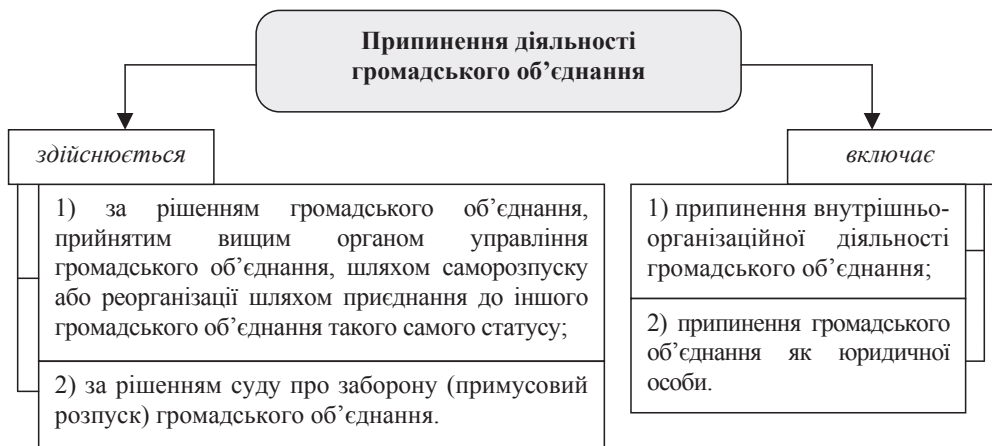 Припинення діяльності
громадського об’єднання
здійснюється
1) за рішенням громадського об’єднання,
прийнятим вищим органом управління
громадського об’єднання, шляхом саморозпуску
або реорганізації шляхом приєднання до іншого
громадського об’єднання такого самого статусу;
2) за рішенням суду про заборону (примусовий
розпуск) громадського об’єднання.
включає
1) припинення внутрішньо-
організаційної діяльності
громадського об’єднання;
2) припинення громадського
об’єднання як юридичної
особи.